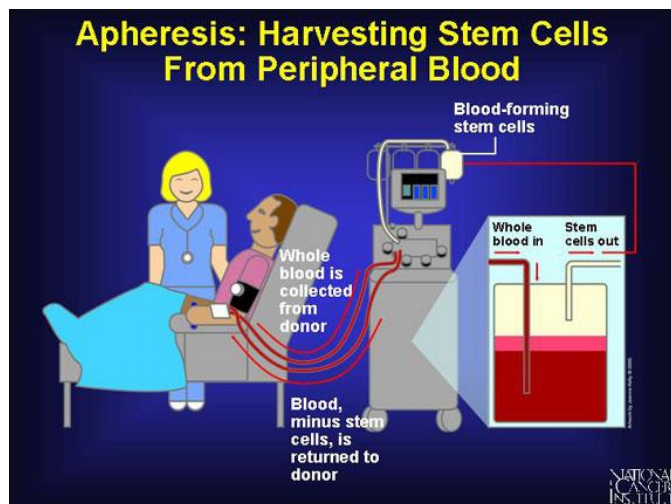 Apheresis: Harvesting Stem Cells
From Peripheral Blood
Blood-forming
stem cells
Whole
blood in
Stem
cells out
Whole
blood is
collected
from
donor
Blood,
minus stem
cells, is
returned to
donor
NATIONAL
CANCER
INSTITUTE